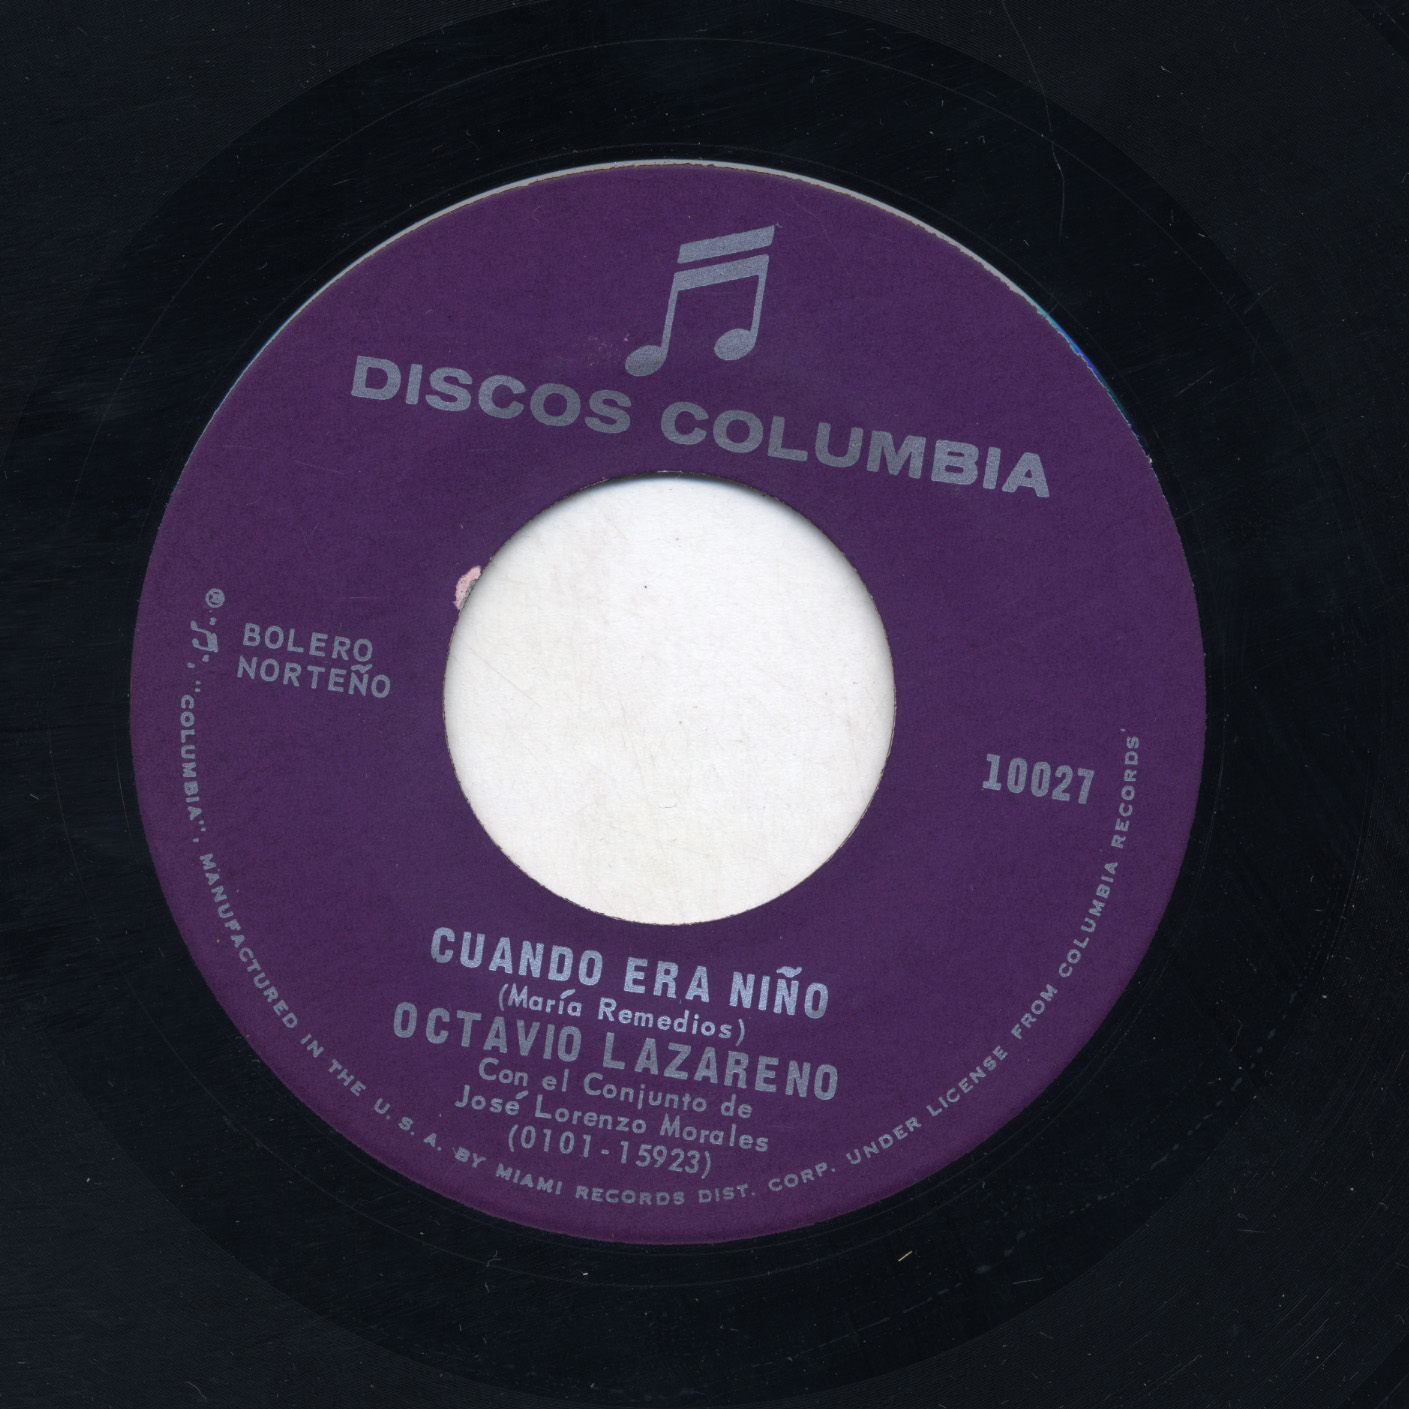 DISCOS COLUMBIA
BOLERO
NORTEÑO
10027
CUANDO ERA NIÑO
(María Remedios)
OCTAVIO LAZARENO
Con el Conjunto de
José Lorenzo Morales
(0101-15923)
® "♫", "COLUMBIA", MANUFACTURED IN THE U.S.A. BY MIAMI RECORDS DIST. CORP. UNDER LICENSE FROM COLUMBIA RECORDS'